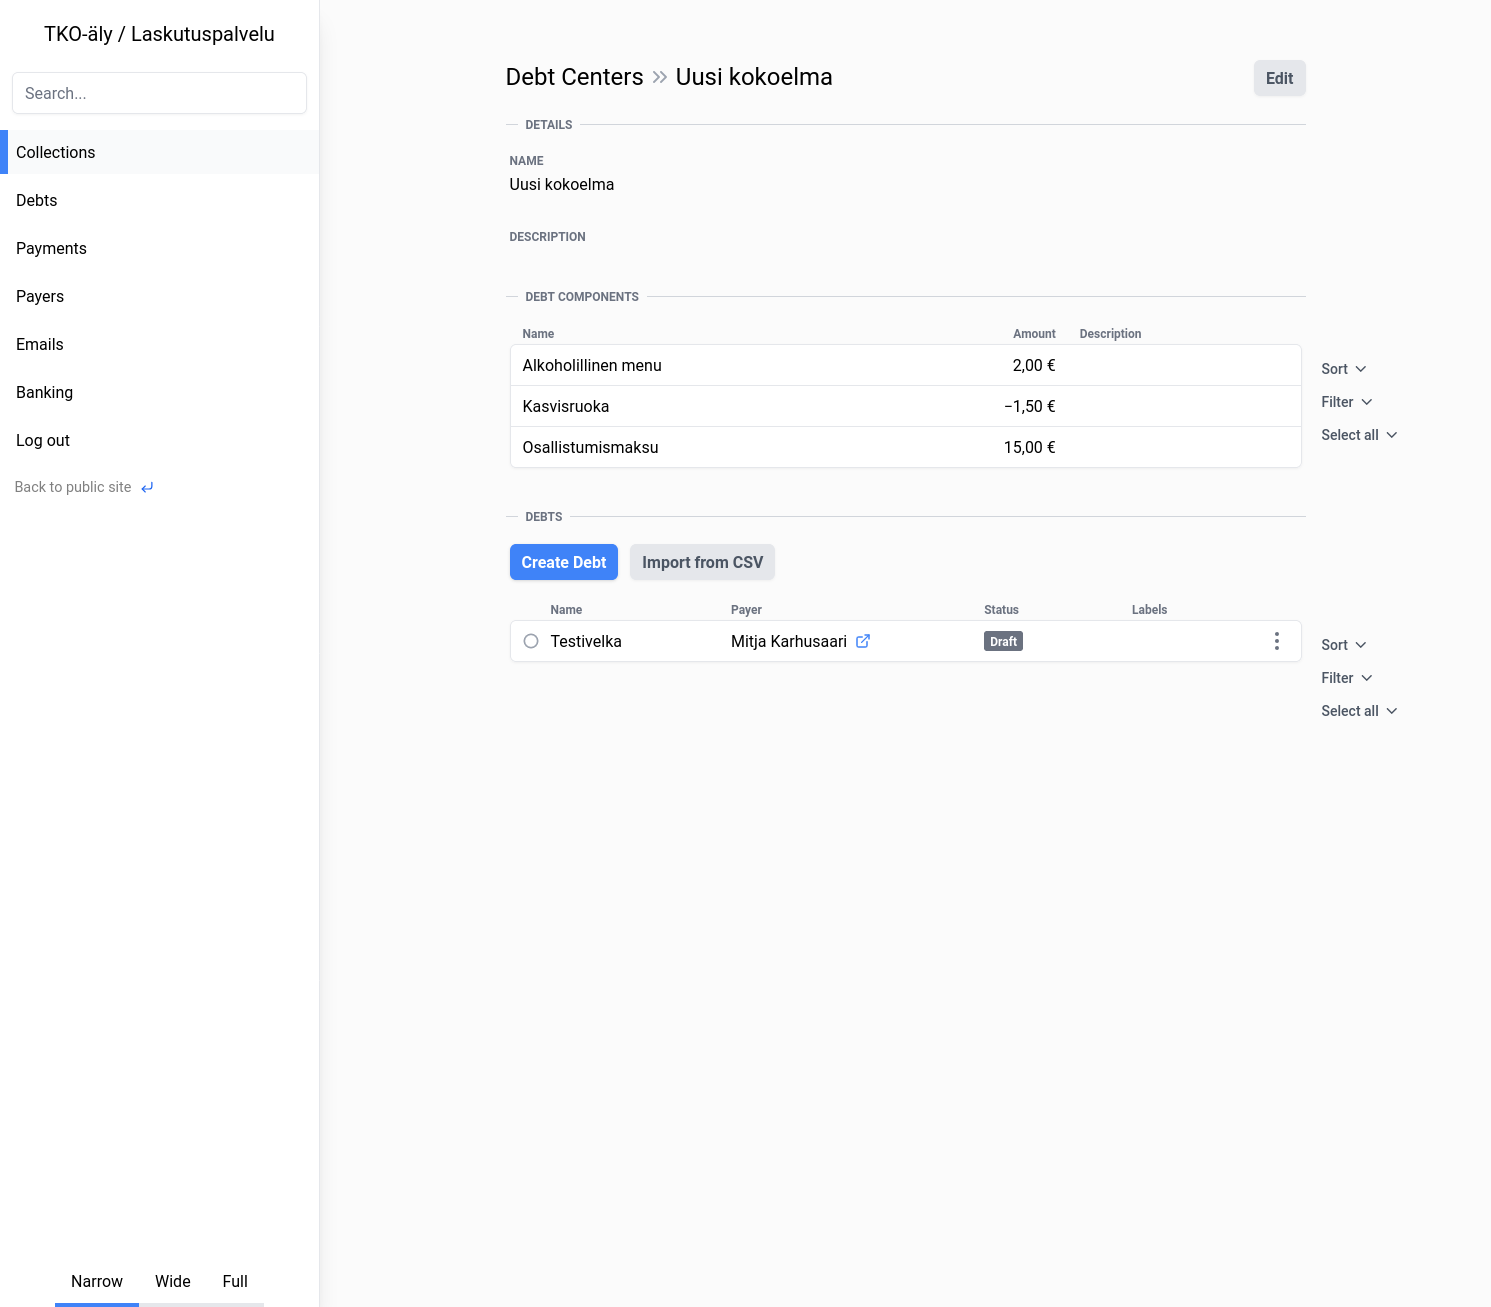 TKO-äly / Laskutuspalvelu
Search...
Collections
Debts
Payments
Payers
Emails
Banking
Log out
Back to public site
Narrow Wide Full
Debt Centers » Uusi kokoelma
Edit
DETAILS
NAME
Uusi kokoelma
DESCRIPTION
DEBT COMPONENTS
Name Amount Description
Alkoholillinen menu 2,00 €
Kasvisruoka −1,50 €
Osallistumismaksu 15,00 €
Sort
Filter
Select all
DEBTS
Create Debt Import from CSV
Name Payer Status Labels
Testivelka Mitja Karhusaari Draft
Sort
Filter
Select all